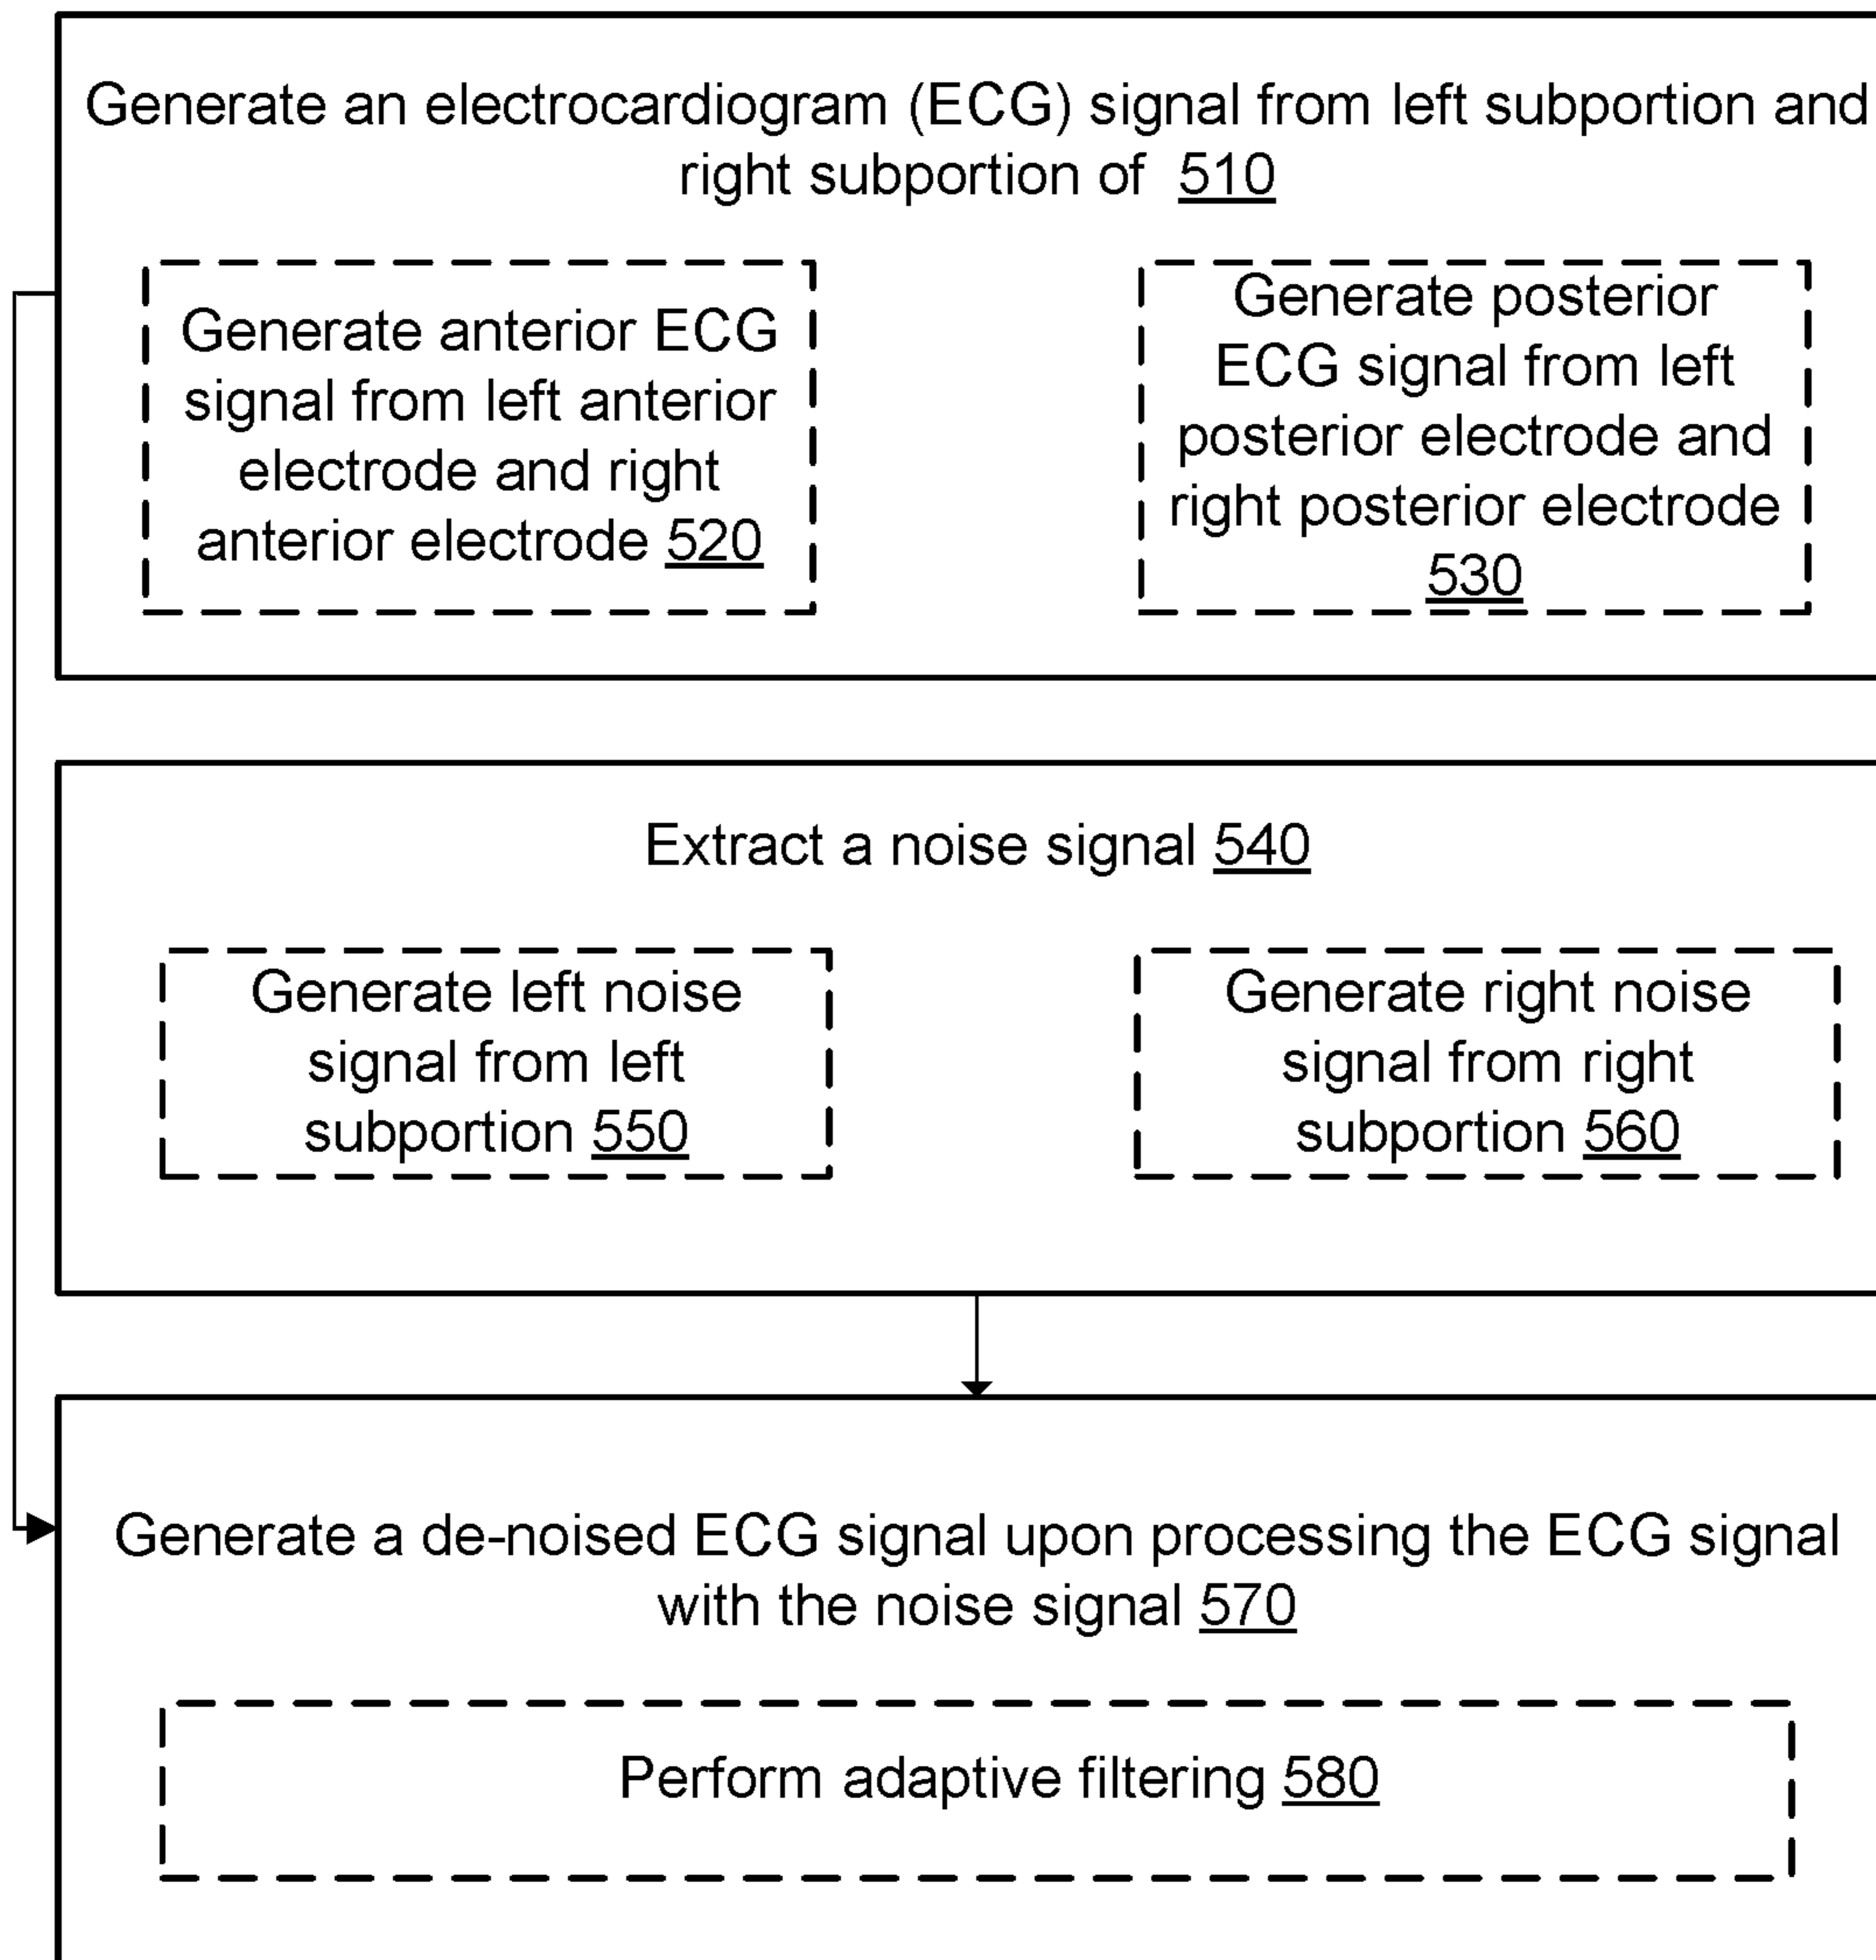 Generate an electrocardiogram (ECG) signal from left subportion and
right subportion of 510
Generate anterior ECG
signal from left anterior
electrode and right
anterior electrode 520
Generate posterior
ECG signal from left
posterior electrode and
right posterior electrode
530
Extract a noise signal 540
Generate left noise
signal from left
subportion 550
Generate right noise
signal from right
subportion 560
Generate a de-noised ECG signal upon processing the ECG signal
with the noise signal 570
Perform adaptive filtering 580